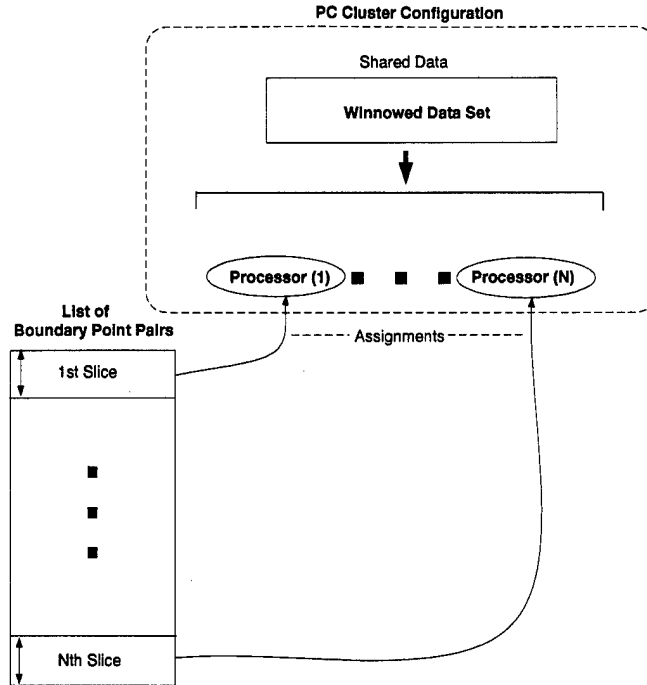 PC Cluster Configuration
Shared Data
Winnowed Data Set
Processor (1)
Processor (N)
List of
Boundary Point Pairs
Assignments
1st Slice
Nth Slice